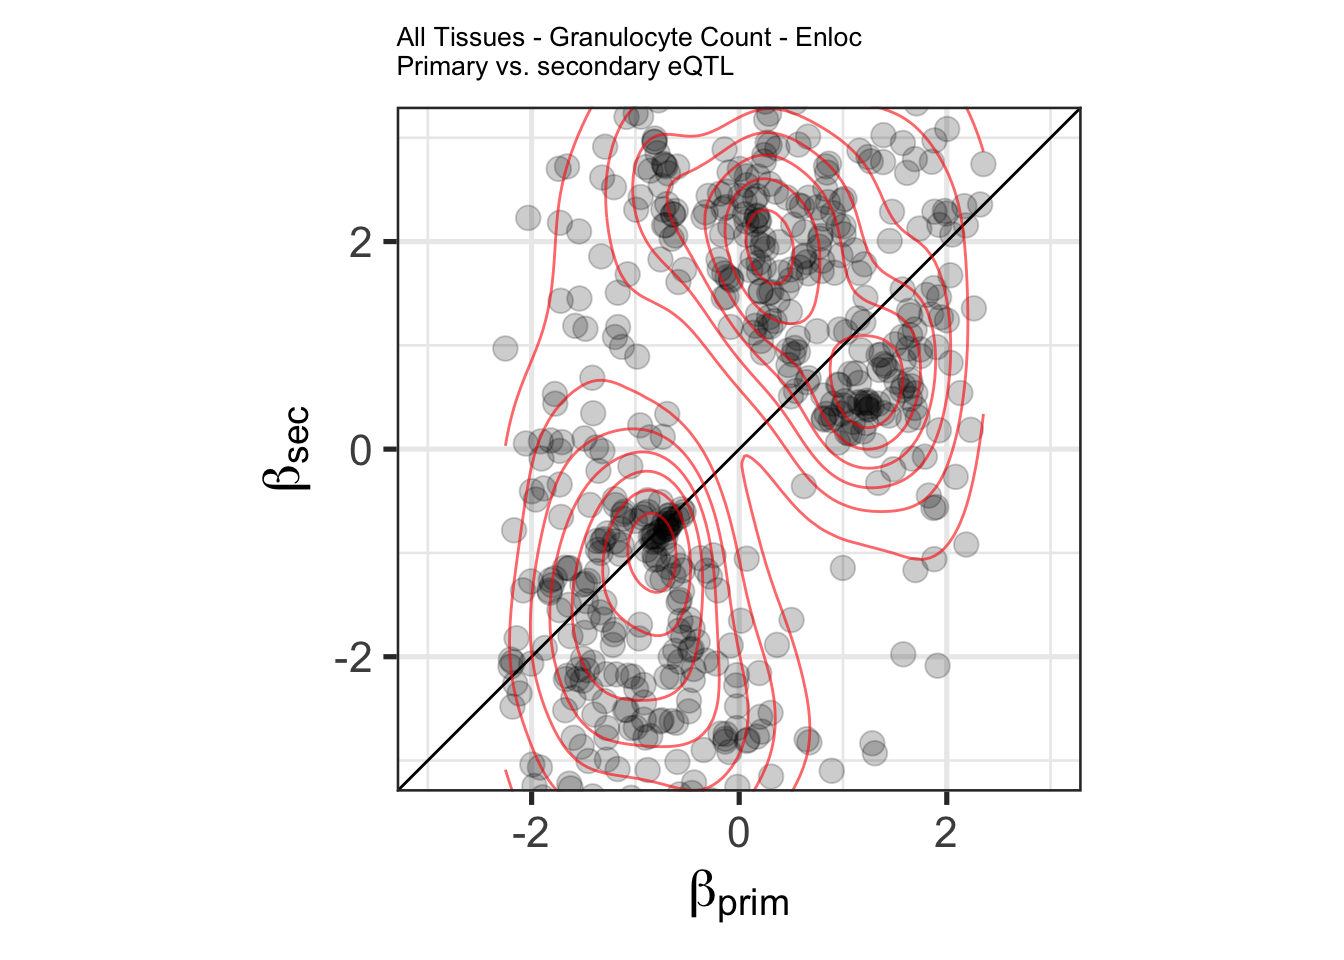 All Tissues - Granulocyte Count - Enloc
Primary vs. secondary eQTL
2
0
-2
βsec
-2 0 2
βprim